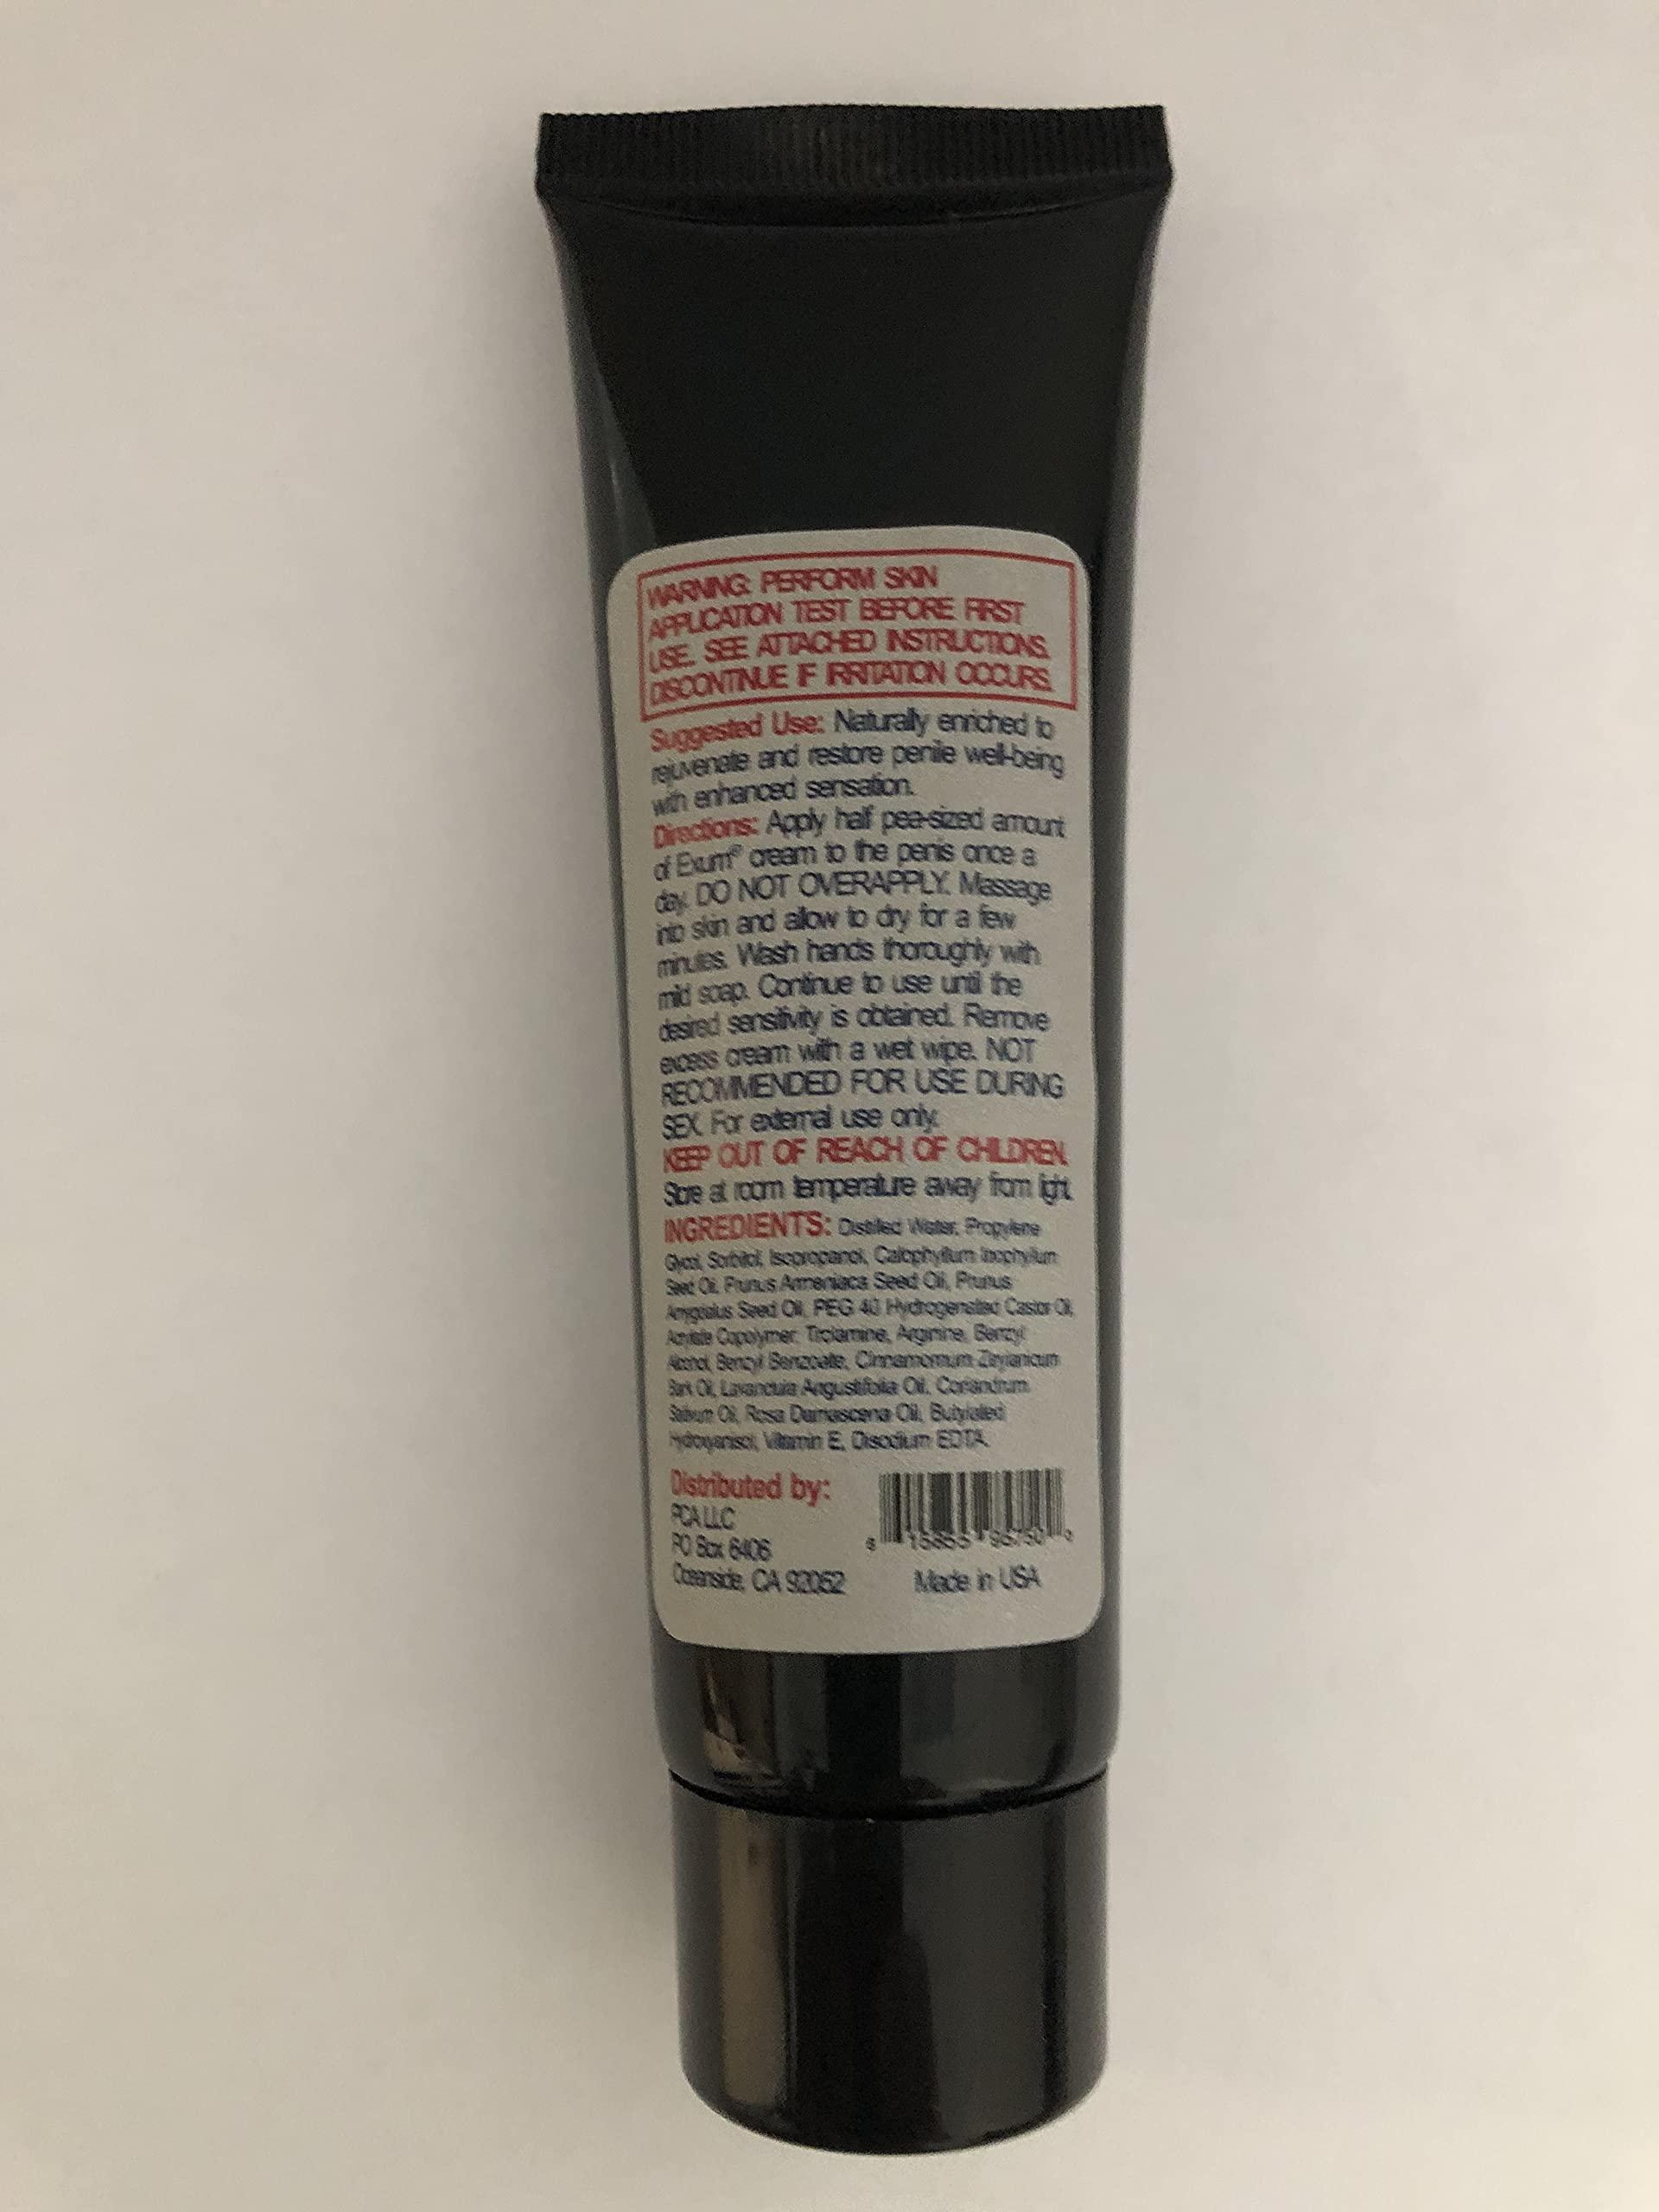 WARNING: PERFORM SKIN
APPLICATION TEST BEFORE FIRST
USE. SEE ATTACHED INSTRUCTIONS.
DISCONTINUE IF IRRITATION OCCURS.
Suggested Use: Naturally enriched to
rejuvenate and restore penile well-being
with enhanced sensation.
Directions: Apply half pea-sized amount
of Exum® cream to the penis once a
day. DO NOT OVERAPPLY. Massage
into skin and allow to dry for a few
minutes. Wash hands thoroughly with
mild soap. Continue to use until the
desired sensitivity is obtained. Remove
excess cream with a wet wipe. NOT
RECOMMENDED FOR USE DURING
SEX. For external use only.
KEEP OUT OF REACH OF CHILDREN.
Store at room temperature away from light.
INGREDIENTS: Distilled Water, Propylene
Glycol, Sorbitol, Isopropanol, Calophyllum Inophyllum
Seed Oil, Prunus Armeniaca Seed Oil, Prunus
Amygdalus Seed Oil, PEG 40 Hydrogenated Castor Oil,
Acrylate Copolymer, Trolamine, Arginine, Benzyl
Alcohol, Benzyl Benzoate, Cinnamomum Zeylanicum
Bark Oil, Lavandula Angustifolia Oil, Coriandrum
Sativum Oil, Rosa Damascena Oil, Butylated
Hydroxyanisol, Vitamin E, Disodium EDTA.
Distributed by:
PCA LLC
PO Box 6406
Oceanside, CA 92052
Made in USA